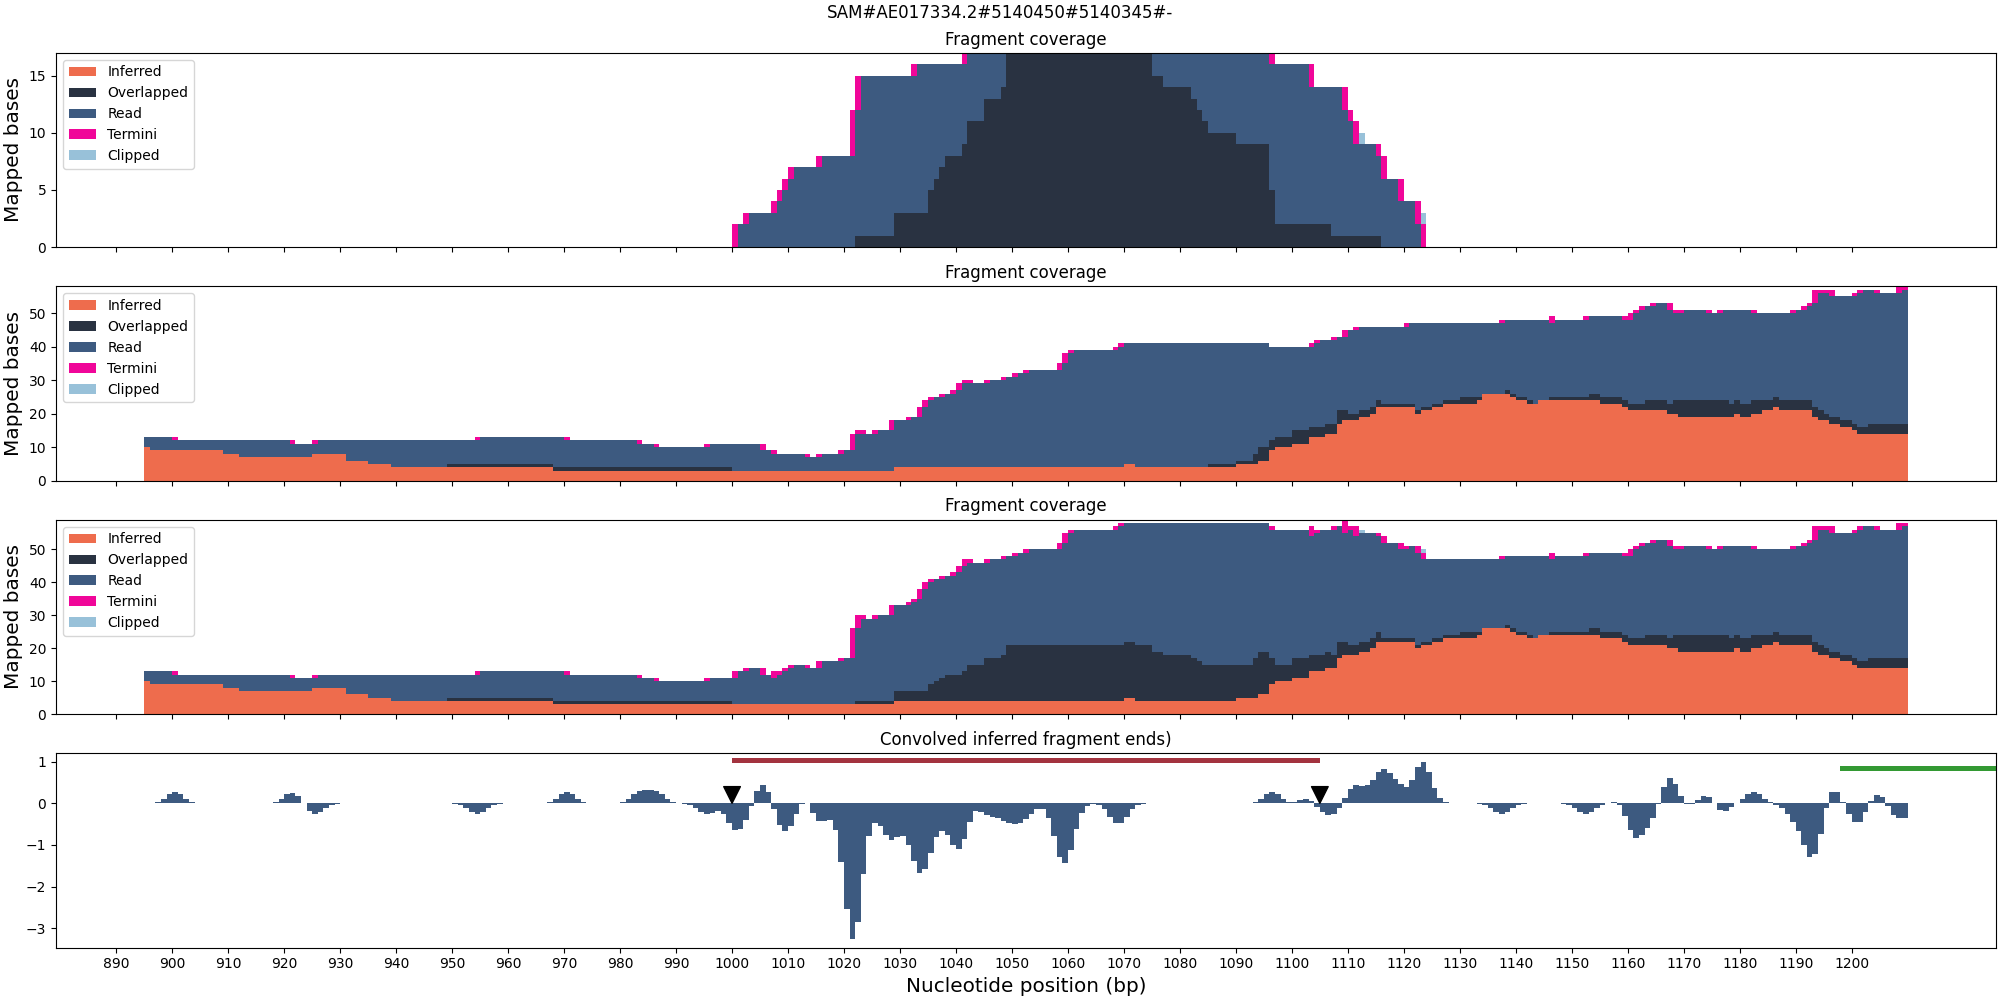 SAM#AE017334.2#5140450#5140345#-
Fragment coverage
Mapped bases
15
10
5
0
Inferred
Overlapped
Read
Termini
Clipped
Fragment coverage
Mapped bases
50
40
30
20
10
0
Inferred
Overlapped
Read
Termini
Clipped
Fragment coverage
Mapped bases
50
40
30
20
10
0
Inferred
Overlapped
Read
Termini
Clipped
Convolved inferred fragment ends)
1
0
−1
−2
−3
890 900 910 920 930 940 950 960 970 980 990 1000 1010 1020 1030 1040 1050 1060 1070 1080 1090 1100 1110 1120 1130 1140 1150 1160 1170 1180 1190 1200
Nucleotide position (bp)